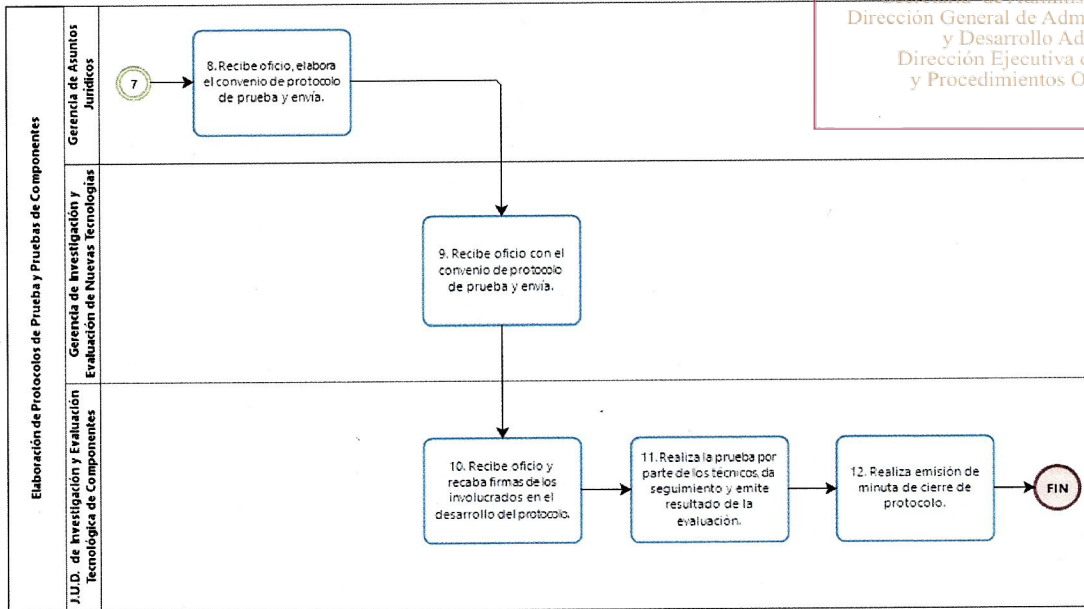 Dirección General de Adm
y Desarrollo Ad
Dirección Ejecutiva d
y Procedimientos O
Elaboración de Protocolos de Prueba y Pruebas de Componentes
Gerencia de Asuntos
Jurídicos
7
8. Recibe oficio, elabora
el convenio de protocolo
de prueba y envía.
Gerencia de Investigación y
Evaluación de Nuevas Tecnologías
9. Recibe oficio con el
convenio de protocolo
de prueba y envía.
J.U.D. de Investigación y Evaluación
Tecnológica de Componentes
10. Recibe oficio y
recaba firmas de los
involucrados en el
desarrollo del protocolo.
11. Realiza la prueba por
parte de los técnicos, da
seguimiento y emite
resultado de la
evaluación.
12. Realiza emisión de
minuta de cierre de
protocolo.
FIN